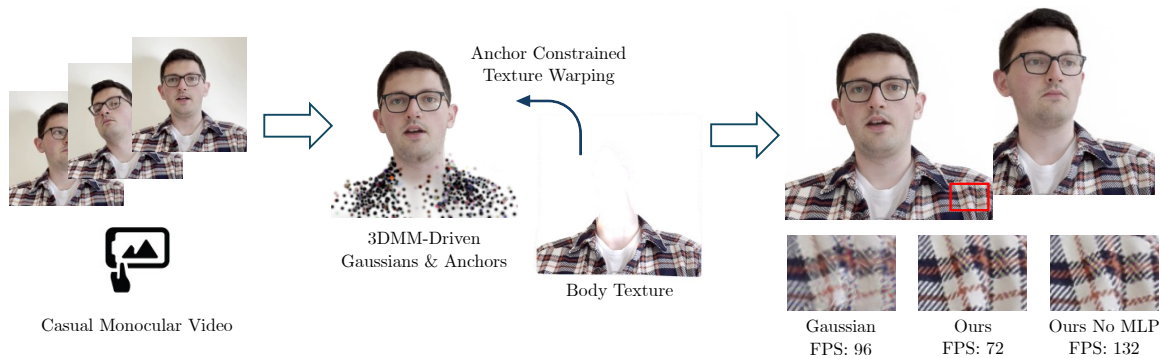 Anchor Constrained
Texture Warping
3DMM-Driven
Gaussians & Anchors
Body Texture
Casual Monocular Video
Gaussian
FPS: 96
Ours
FPS: 72
Ours No MLP
FPS: 132